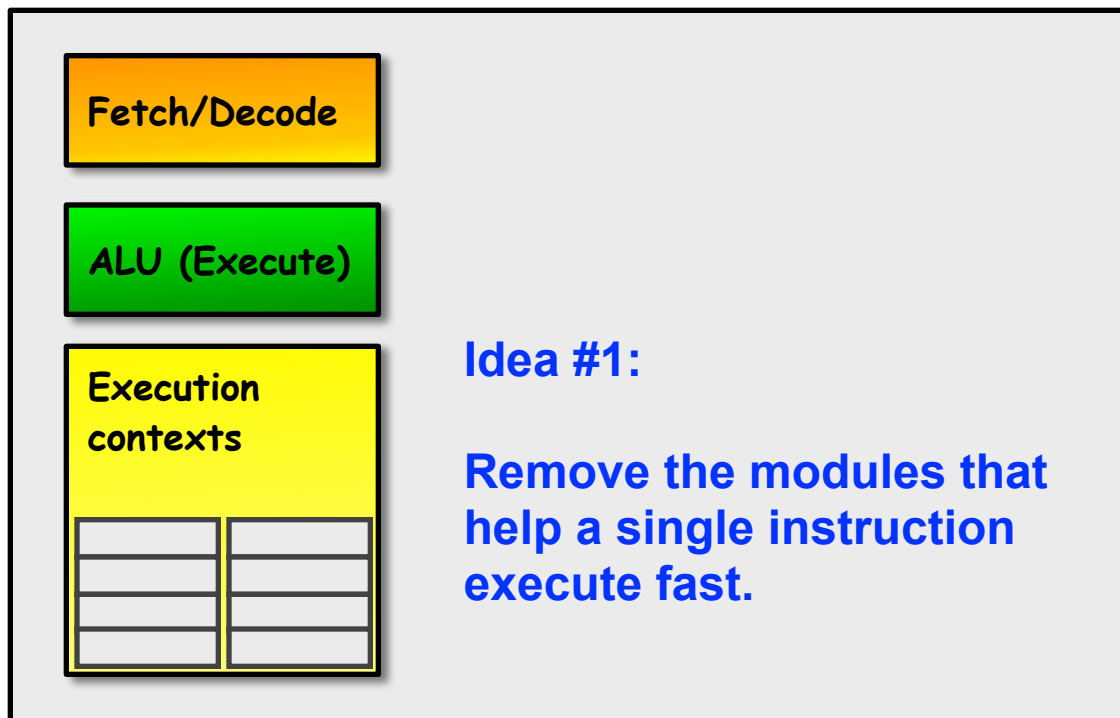 Fetch/Decode
ALU (Execute)
Execution
contexts
Idea #1:
Remove the modules that
help a single instruction
execute fast.